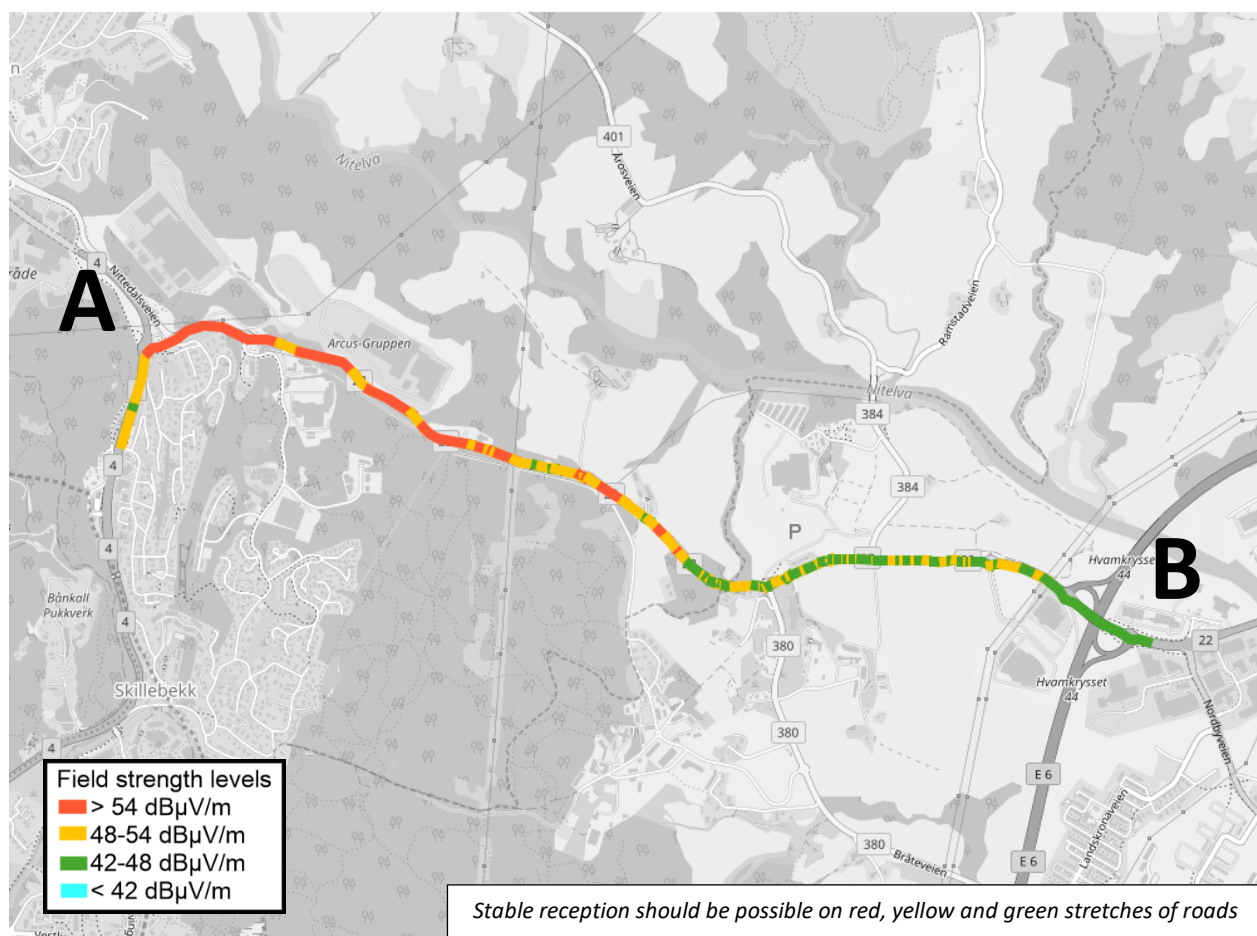 n
401
Nitelva
Årosveien
4
råde
A
Nittedalsveien
Arcus-Gruppen
Ramstadveien
Nitelva
384
4
384
P
4
Hvamkrysset
44
B
Bånkall
Pukkverk
4
380
22
Hvamkrysset
44
Skillebekk
Nordbyveien
4
380
E 6
Field strength levels
> 54 dBµV/m
48-54 dBµV/m
42-48 dBµV/m
< 42 dBµV/m
Landskronaveien
380
E 6
Bråteveien
Stable reception should be possible on red, yellow and green stretches of roads